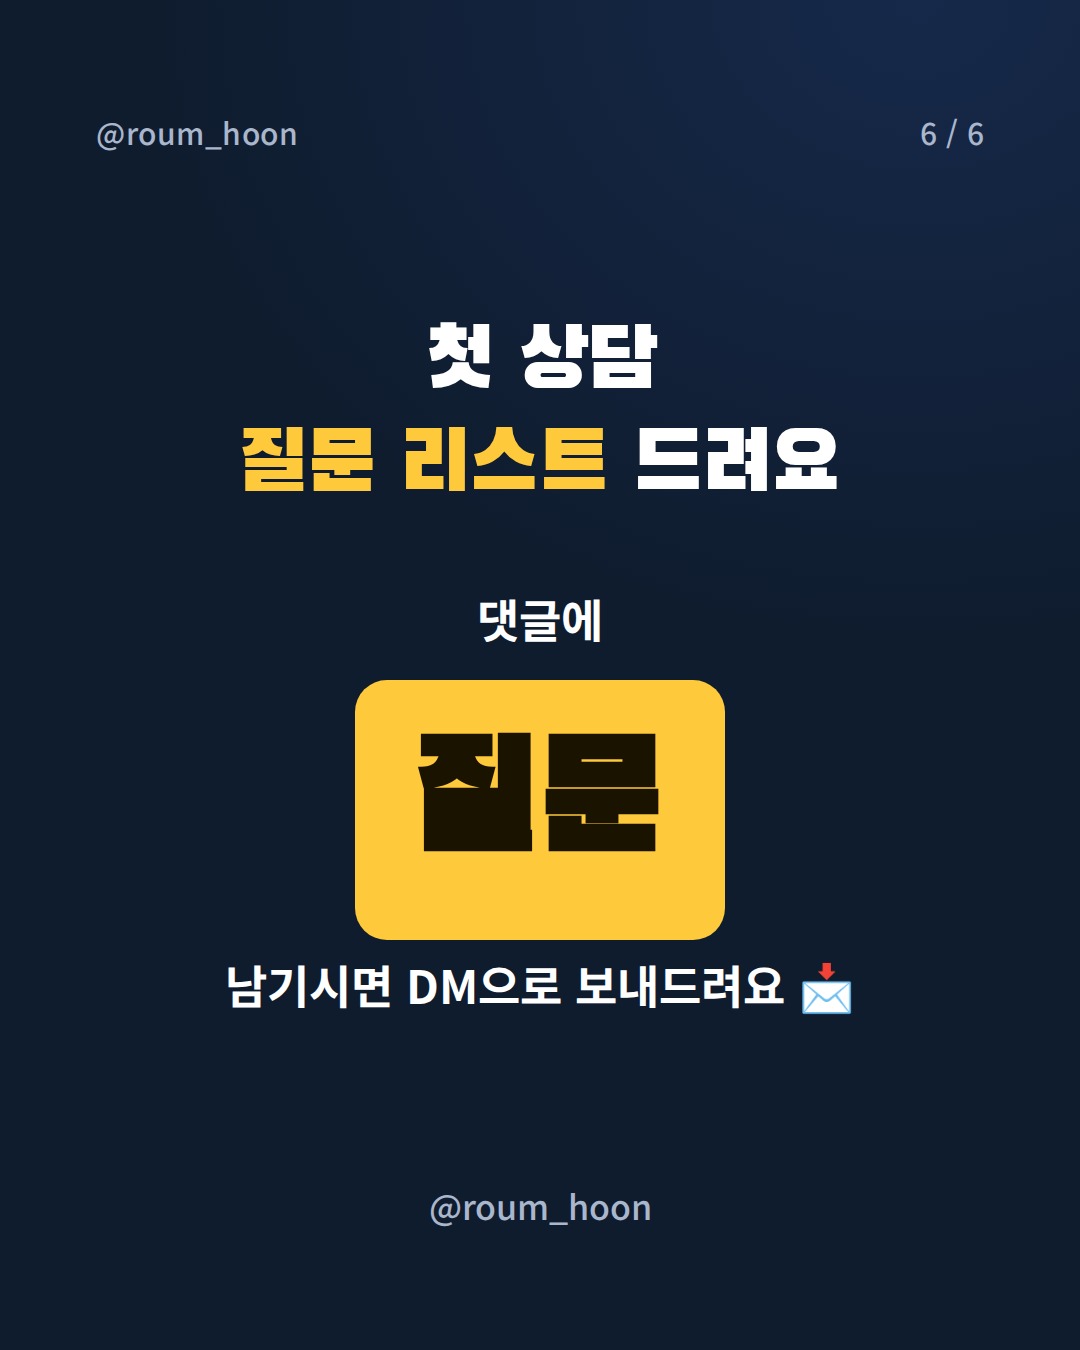 @roum_hoon
6 / 6
첫 상담
질문 리스트 드려요
댓글에
질문
남기시면 DM으로 보내드려요 📩
@roum_hoon